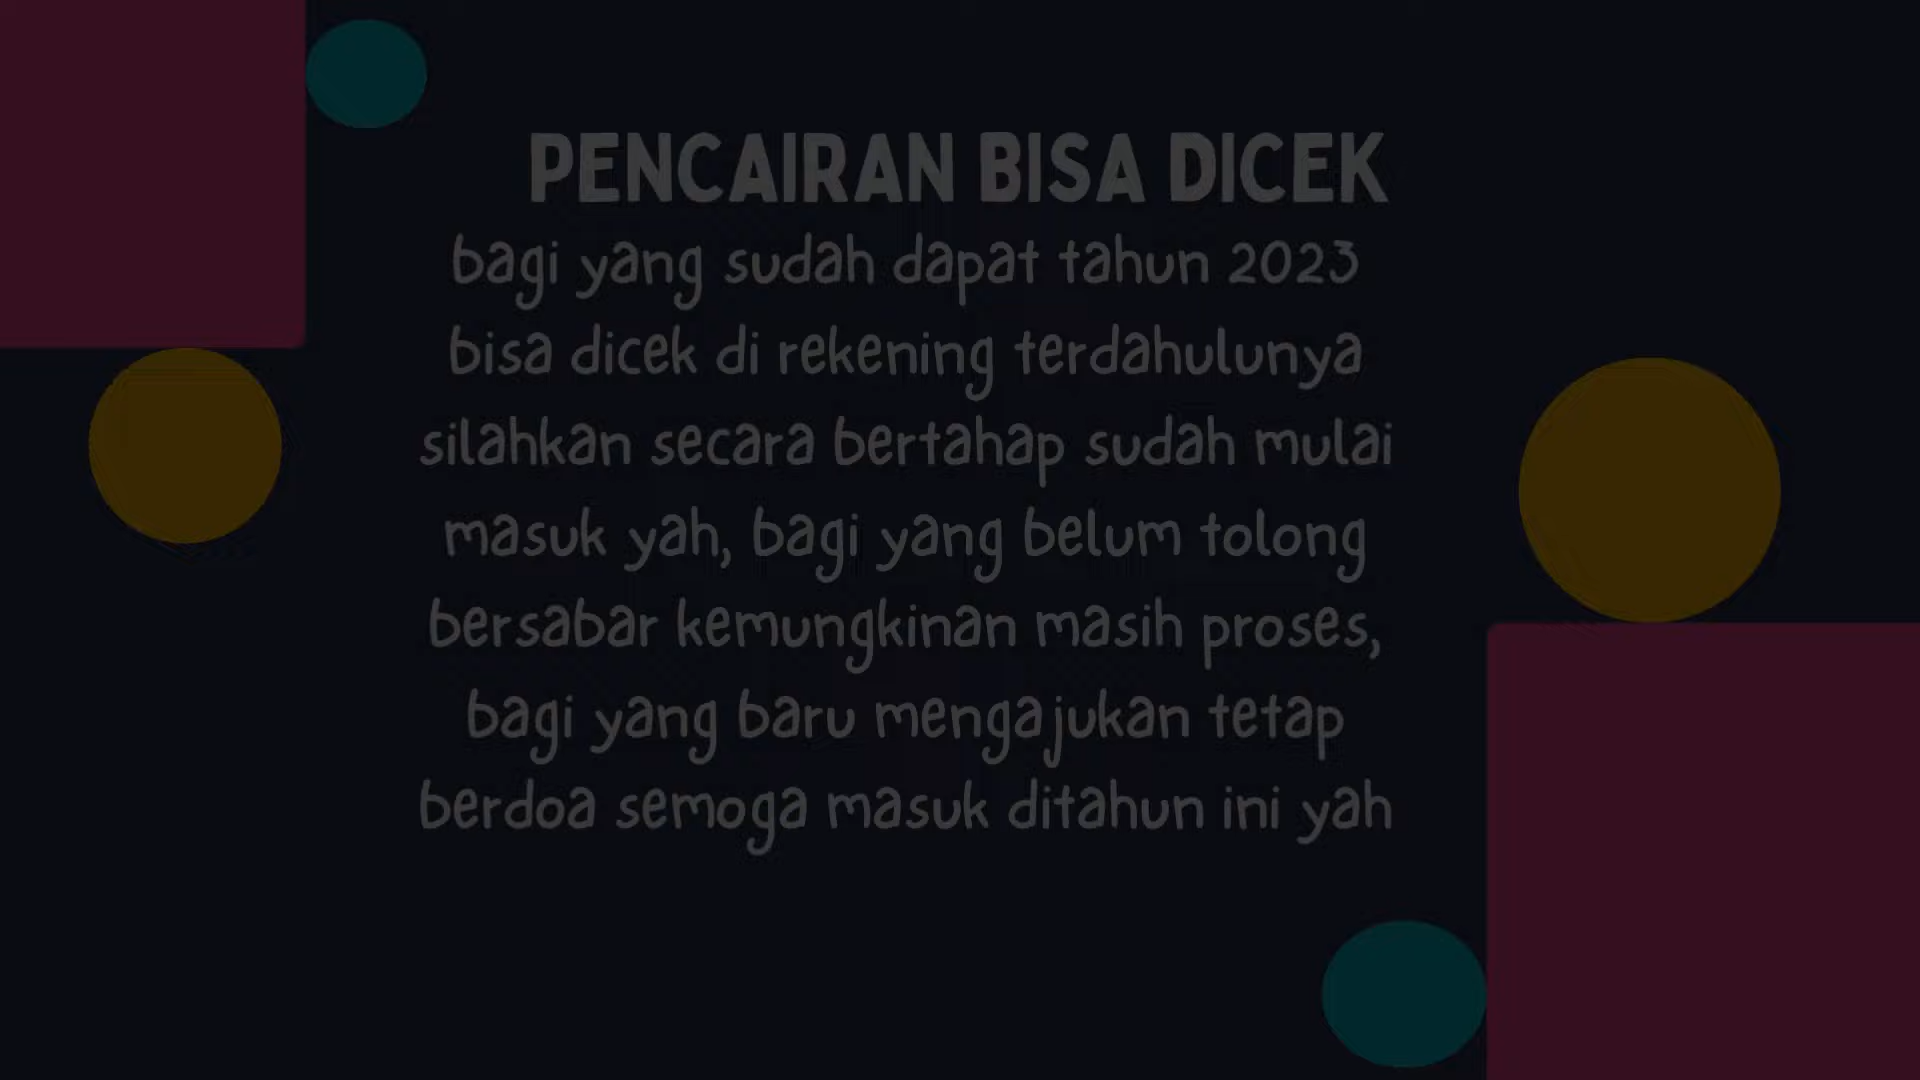 PENCAIRAN BISA DICEK
bagi yang sudah dapat tahun 2023
bisa dicek di rekening terdahulunya
silahkan secara bertahap sudah mulai
masuk yah, bagi yang belum tolong
bersabar kemungkinan masih proses,
bagi yang baru mengajukan tetap
berdoa semoga masuk ditahun ini yah